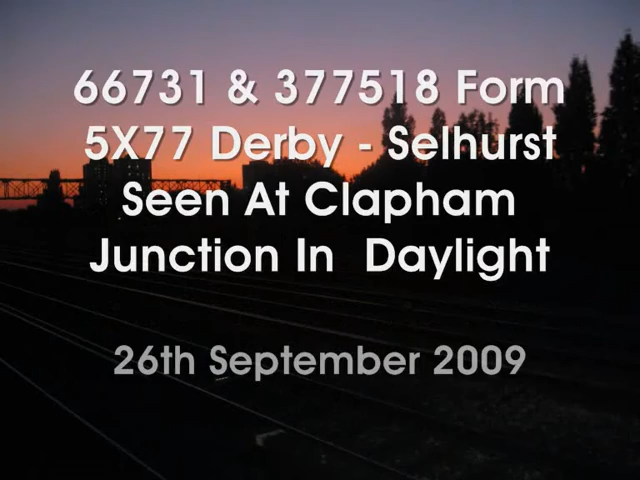 66731 & 377518 Form
5X77 Derby - Selhurst
Seen At Clapham
Junction In  Daylight
26th September 2009